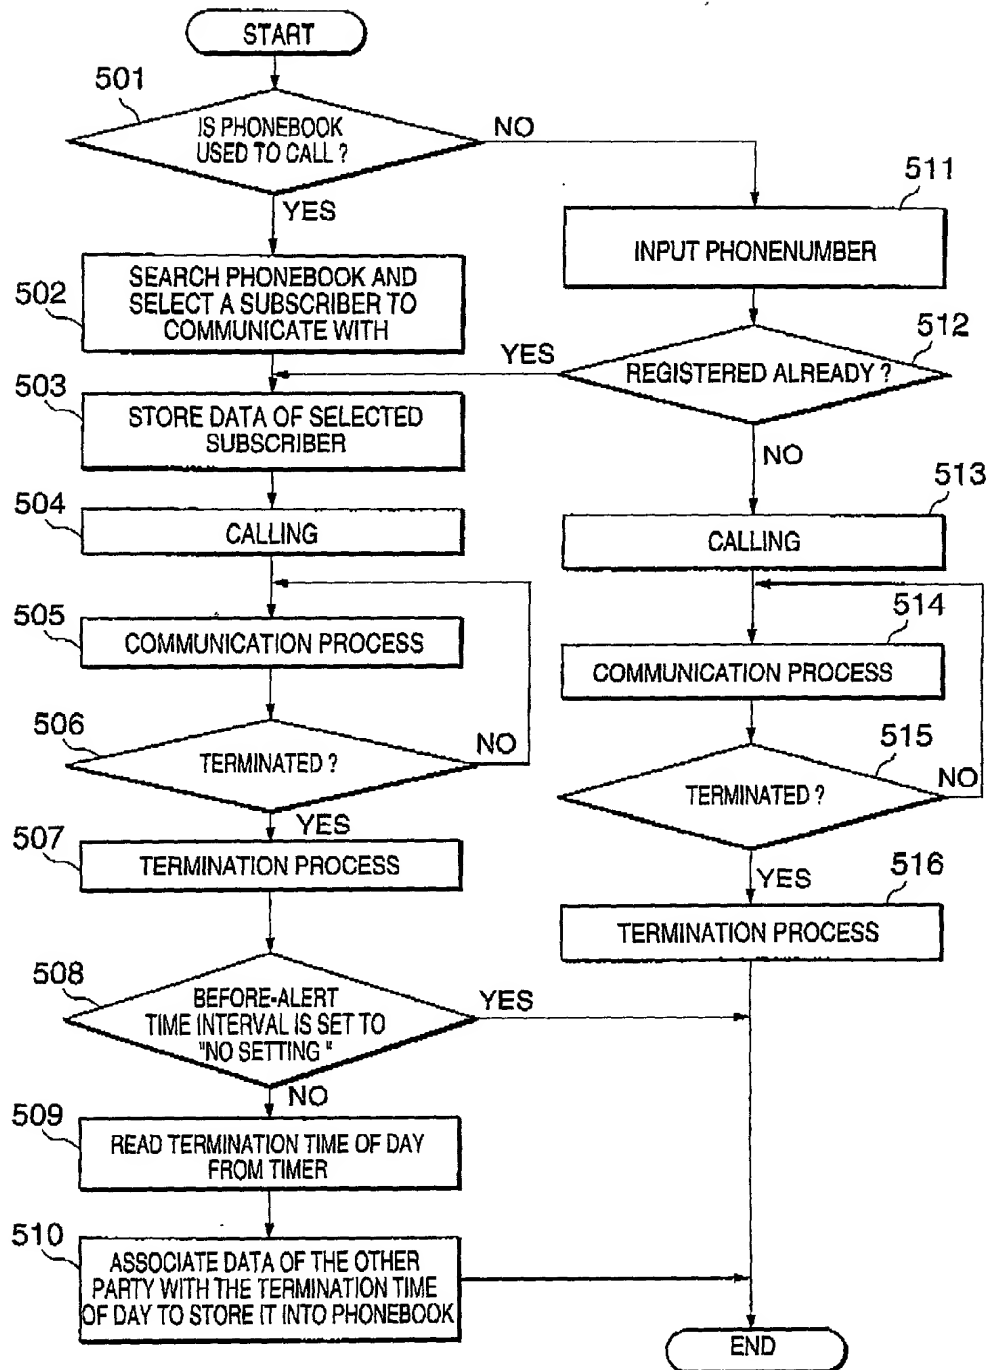 START
501
IS PHONEBOOK
USED TO CALL ?
NO
YES
511
INPUT PHONENUMBER
502
SEARCH PHONEBOOK AND
SELECT A SUBSCRIBER TO
COMMUNICATE WITH
512
REGISTERED ALREADY ?
YES
NO
503
STORE DATA OF SELECTED
SUBSCRIBER
504
CALLING
513
CALLING
505
COMMUNICATION PROCESS
514
COMMUNICATION PROCESS
506
TERMINATED ?
NO
YES
515
TERMINATED ?
NO
YES
507
TERMINATION PROCESS
516
TERMINATION PROCESS
508
BEFORE-ALERT
TIME INTERVAL IS SET TO
"NO SETTING "
YES
NO
509
READ TERMINATION TIME OF DAY
FROM TIMER
510
ASSOCIATE DATA OF THE OTHER
PARTY WITH THE TERMINATION TIME
OF DAY TO STORE IT INTO PHONEBOOK
END